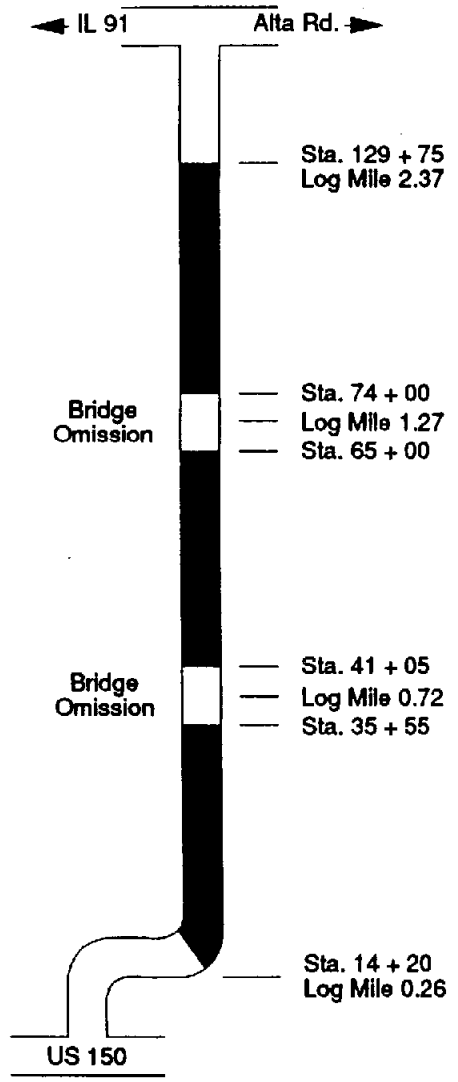 IL 91 Alta Rd.
Sta. 129 + 75
Log Mile 2.37
Sta. 74 + 00
Bridge
Omission
Log Mile 1.27
Sta. 65 + 00
Sta. 41 + 05
Bridge
Omission
Log Mile 0.72
Sta. 35 + 55
Sta. 14 + 20
Log Mile 0.26
US 150